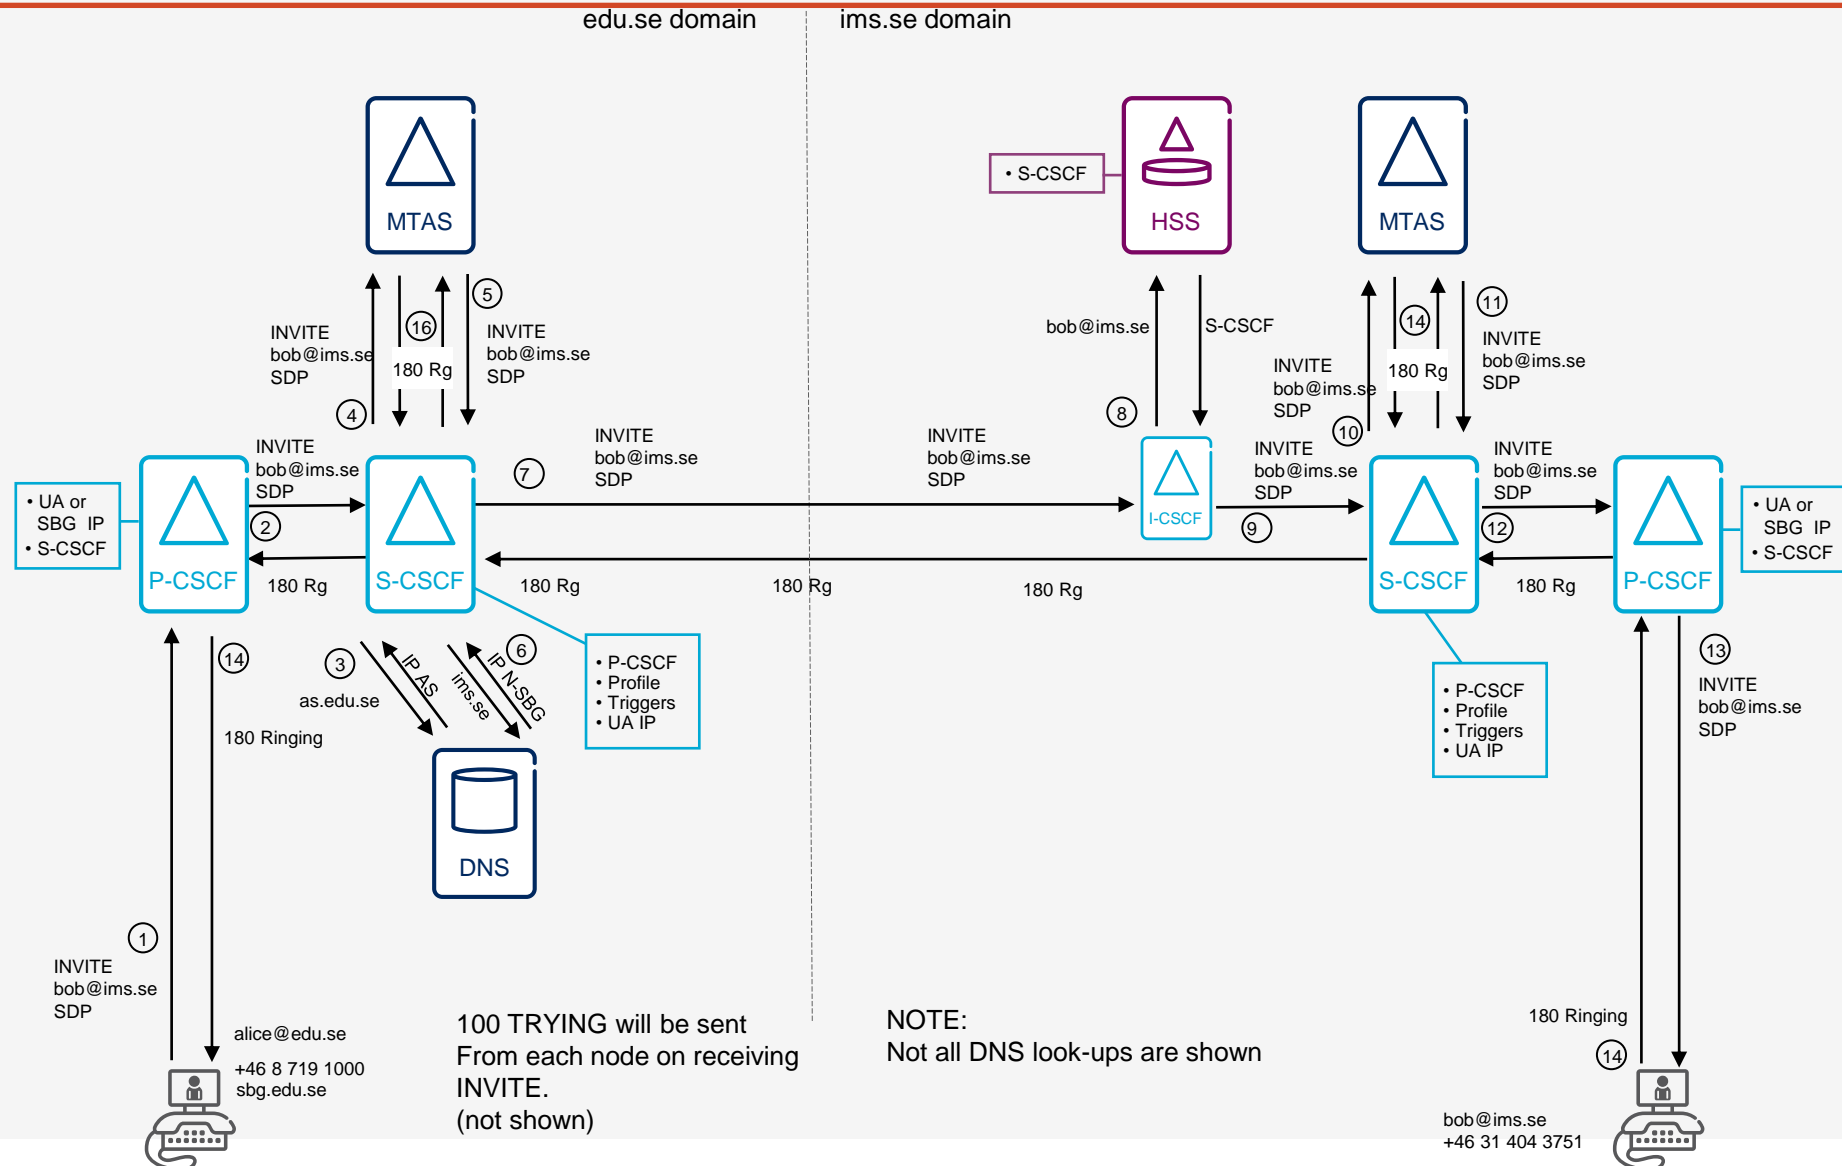 edu.se domain
ims.se domain
MTAS
• S-CSCF
HSS
MTAS
5
16
INVITE
bob@ims.se
SDP
INVITE
bob@ims.se
SDP
180 Rg
4
bob@ims.se
S-CSCF
8
11
14
INVITE
bob@ims.se
SDP
INVITE
bob@ims.se
SDP
180 Rg
10
INVITE
bob@ims.se
SDP
2
INVITE
bob@ims.se
SDP
7
INVITE
bob@ims.se
SDP
INVITE
bob@ims.se
SDP
9
INVITE
bob@ims.se
SDP
12
• UA or
SBG IP
• S-CSCF
P-CSCF
S-CSCF
I-CSCF
S-CSCF
P-CSCF
• UA or
SBG IP
• S-CSCF
180 Rg
180 Rg
180 Rg
180 Rg
180 Rg
14
180 Ringing
3
as.edu.se
IP AS
ims.se
IP N-SBG
6
• P-CSCF
• Profile
• Triggers
• UA IP
• P-CSCF
• Profile
• Triggers
• UA IP
13
INVITE
bob@ims.se
SDP
DNS
1
INVITE
bob@ims.se
SDP
alice@edu.se
+46 8 719 1000
sbg.edu.se
100 TRYING will be sent
From each node on receiving
INVITE.
(not shown)
NOTE:
Not all DNS look-ups are shown
180 Ringing
14
bob@ims.se
+46 31 404 3751